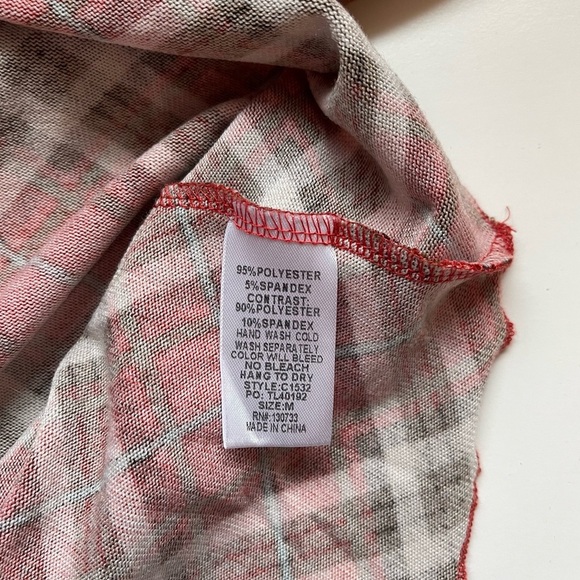 95%POLYESTER
5%SPANDEX
CONTRAST:
90%POLYESTER
10%SPANDEX
HAND WASH COLD
WASH SEPARATELY
COLOR WILL BLEED
NO BLEACH
HANG TO DRY
STYLE:C1532
PO: TL40192
SIZE:M
RN#:130733
MADE IN CHINA